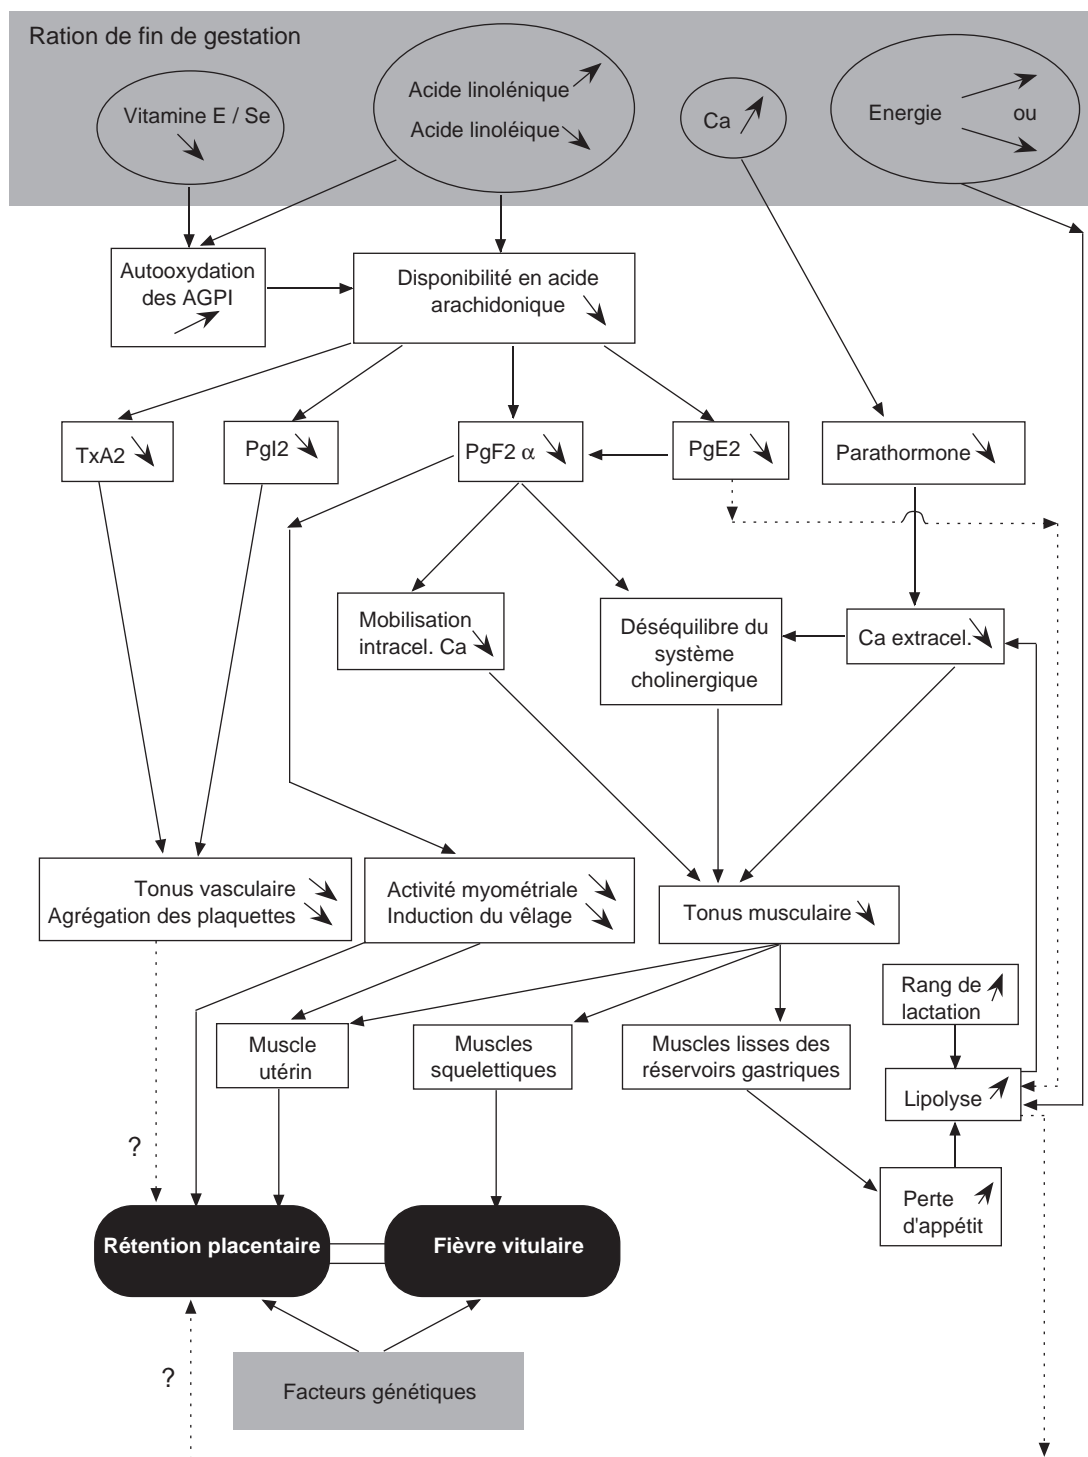 Ration de fin de gestation
Vitamine E / Se
Acide linolénique
Acide linoléique
Ca
Energie
ou
Autooxydation
des AGPI
Disponibilité en acide
arachidonique
TxA2
PgI2
PgF2 α
PgE2
Parathormone
Mobilisation
intracel. Ca
Déséquilibre du
système
cholinergique
Ca extracel.
Tonus vasculaire
Agrégation des plaquettes
Activité myométriale
Induction du vêlage
Tonus musculaire
Rang de
lactation
Muscle
utérin
Muscles
squelettiques
Muscles lisses des
réservoirs gastriques
Lipolyse
?
Perte
d'appétit
Rétention placentaire
Fièvre vitulaire
?
Facteurs génétiques